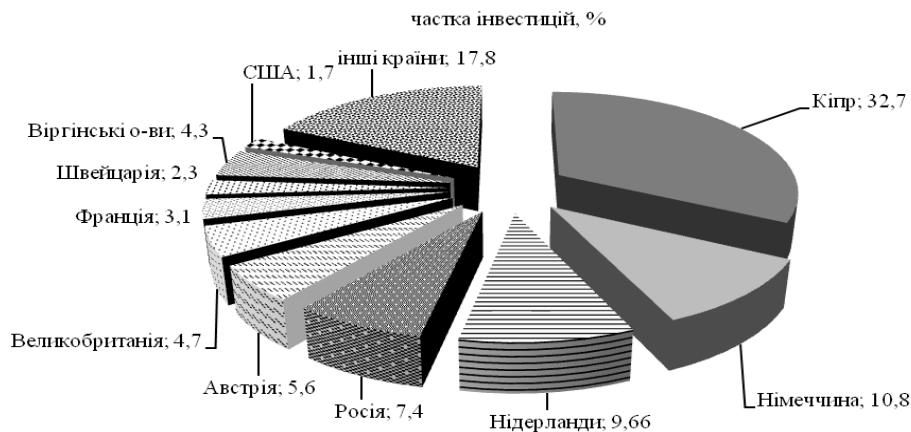 частка інвестицій, %
Кіпр; 32,7
Німеччина; 10,8
Нідерланди; 9,66
Росія; 7,4
Австрія; 5,6
Великобританія; 4,7
Франція; 3,1
Швейцарія; 2,3
Віргінські о-ви; 4,3
США; 1,7
інші країни; 17,8